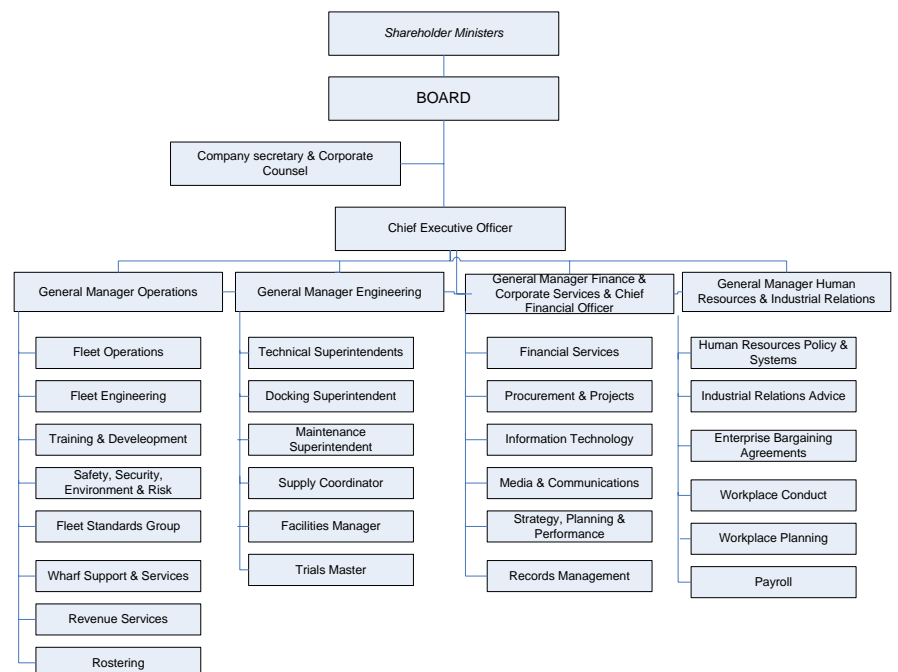 Shareholder Ministers
BOARD
Company secretary & Corporate
Counsel
Chief Executive Officer
General Manager Operations
General Manager Engineering
General Manager Finance &
Corporate Services & Chief
Financial Officer
General Manager Human
Resources & Industrial Relations
Fleet Operations
Fleet Engineering
Training & Develeopment
Safety, Security,
Environment & Risk
Fleet Standards Group
Wharf Support & Services
Revenue Services
Rostering
Technical Superintendents
Docking Superintendent
Maintenance
Superintendent
Supply Coordinator
Facilities Manager
Trials Master
Financial Services
Procurement & Projects
Information Technology
Media & Communications
Strategy, Planning &
Performance
Records Management
Human Resources Policy &
Systems
Industrial Relations Advice
Enterprise Bargaining
Agreements
Workplace Conduct
Workplace Planning
Payroll